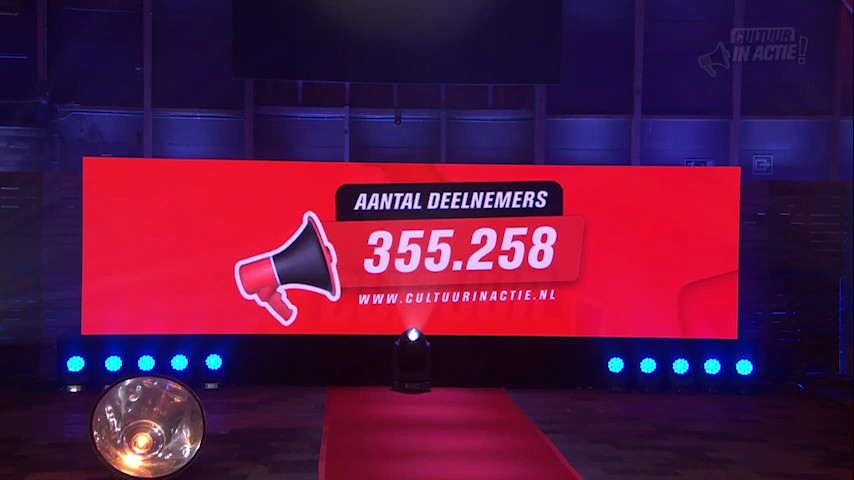 CULTUUR
IN ACTIE!
AANTAL DEELNEMERS
355.258
WWW.CULTUURINACTIE.NL